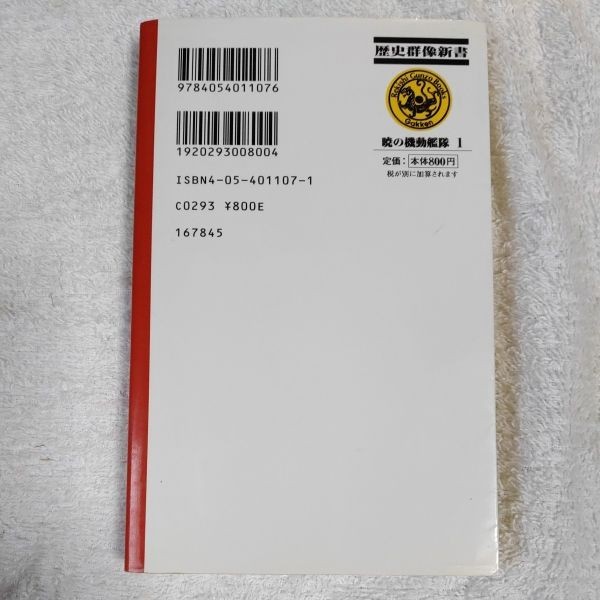 9784054011076
1920293008004
ISBN4-05-401107-1
C0293 ¥800E
167845
歴史群像新書
Rekishi Gunzo Books
Gakken
暁の機動艦隊 1
定価:本体800円
税が別に加算されます